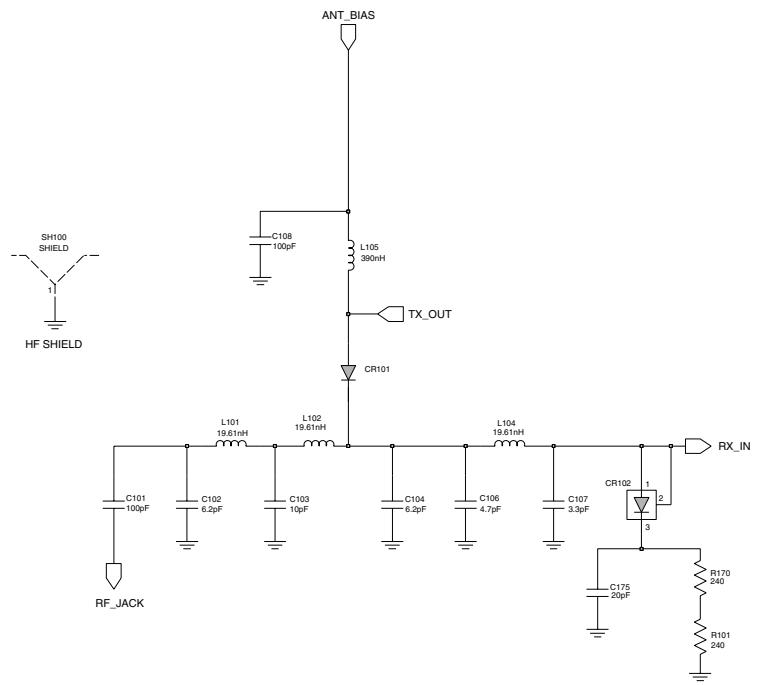 ANT_BIAS
C108
100pF
L105
390nH
SH100
SHIELD
1
HF SHIELD
TX_OUT
CR101
L101
19.61nH
L102
19.61nH
L104
19.61nH
RX_IN
C101
100pF
C102
6.2pF
C103
10pF
C104
6.2pF
C106
4.7pF
C107
3.3pF
CR102
1
2
3
RF_JACK
C175
20pF
R170
240
R101
240